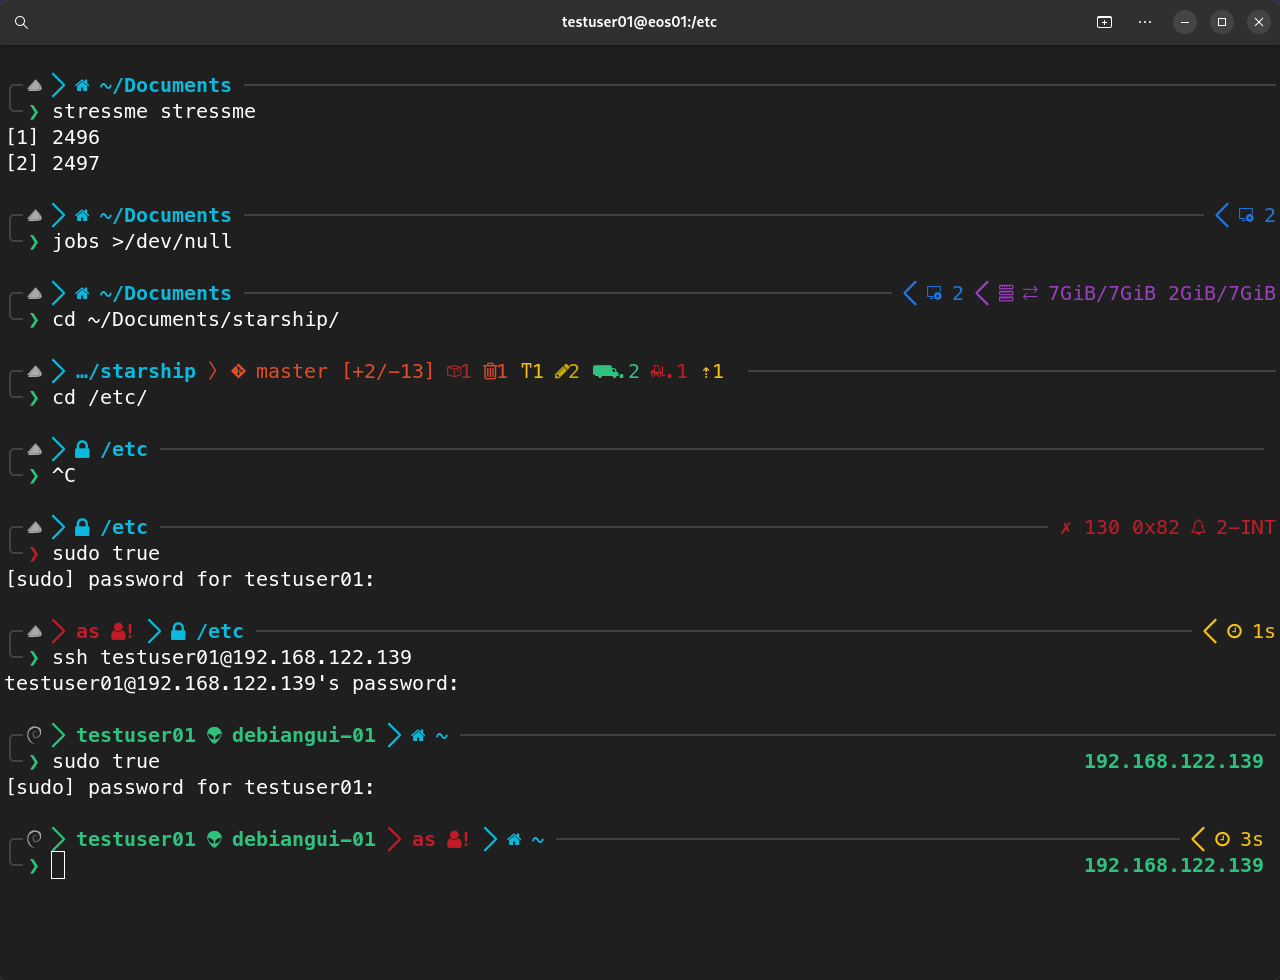 testuser01@eos01:/etc
~/Documents
❯ stressme stressme
[1] 2496
[2] 2497
~/Documents 2
❯ jobs >/dev/null
~/Documents 2 ⇄ 7GiB/7GiB 2GiB/7GiB
❯ cd ~/Documents/starship/
…/starship master [+2/−13] 1 1 1 2 .2 .1 ⇡1
❯ cd /etc/
/etc
❯ ^C
/etc ✗ 130 0x82 2−INT
❯ sudo true
[sudo] password for testuser01:
as ! /etc 1s
❯ ssh testuser01@192.168.122.139
testuser01@192.168.122.139's password:
testuser01 debiangui−01 ~
❯ sudo true 192.168.122.139
[sudo] password for testuser01:
testuser01 debiangui−01 as ! ~ 3s
❯ 192.168.122.139